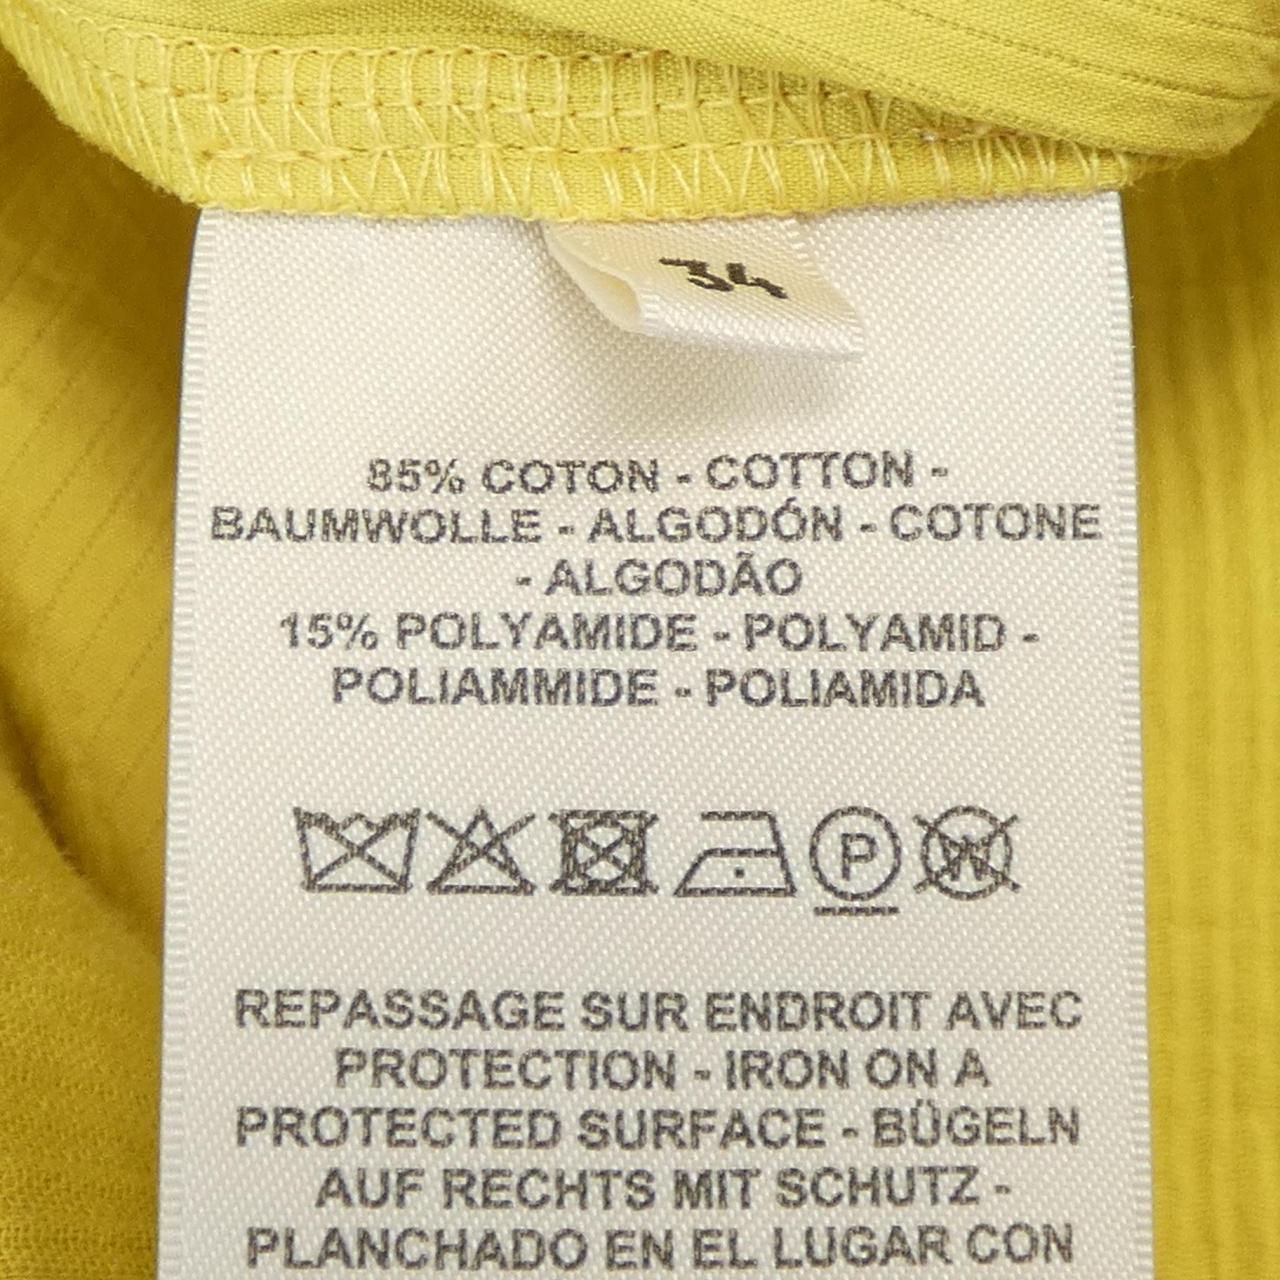 34
85% COTON - COTTON -
BAUMWOLLE - ALGODÓN - COTONE
- ALGODÃO
15% POLYAMIDE - POLYAMID -
POLIAMMIDE - POLIAMIDA
P W
REPASSAGE SUR ENDROIT AVEC
PROTECTION - IRON ON A
PROTECTED SURFACE - BÜGELN
AUF RECHTS MIT SCHUTZ -
PLANCHADO EN EL LUGAR CON